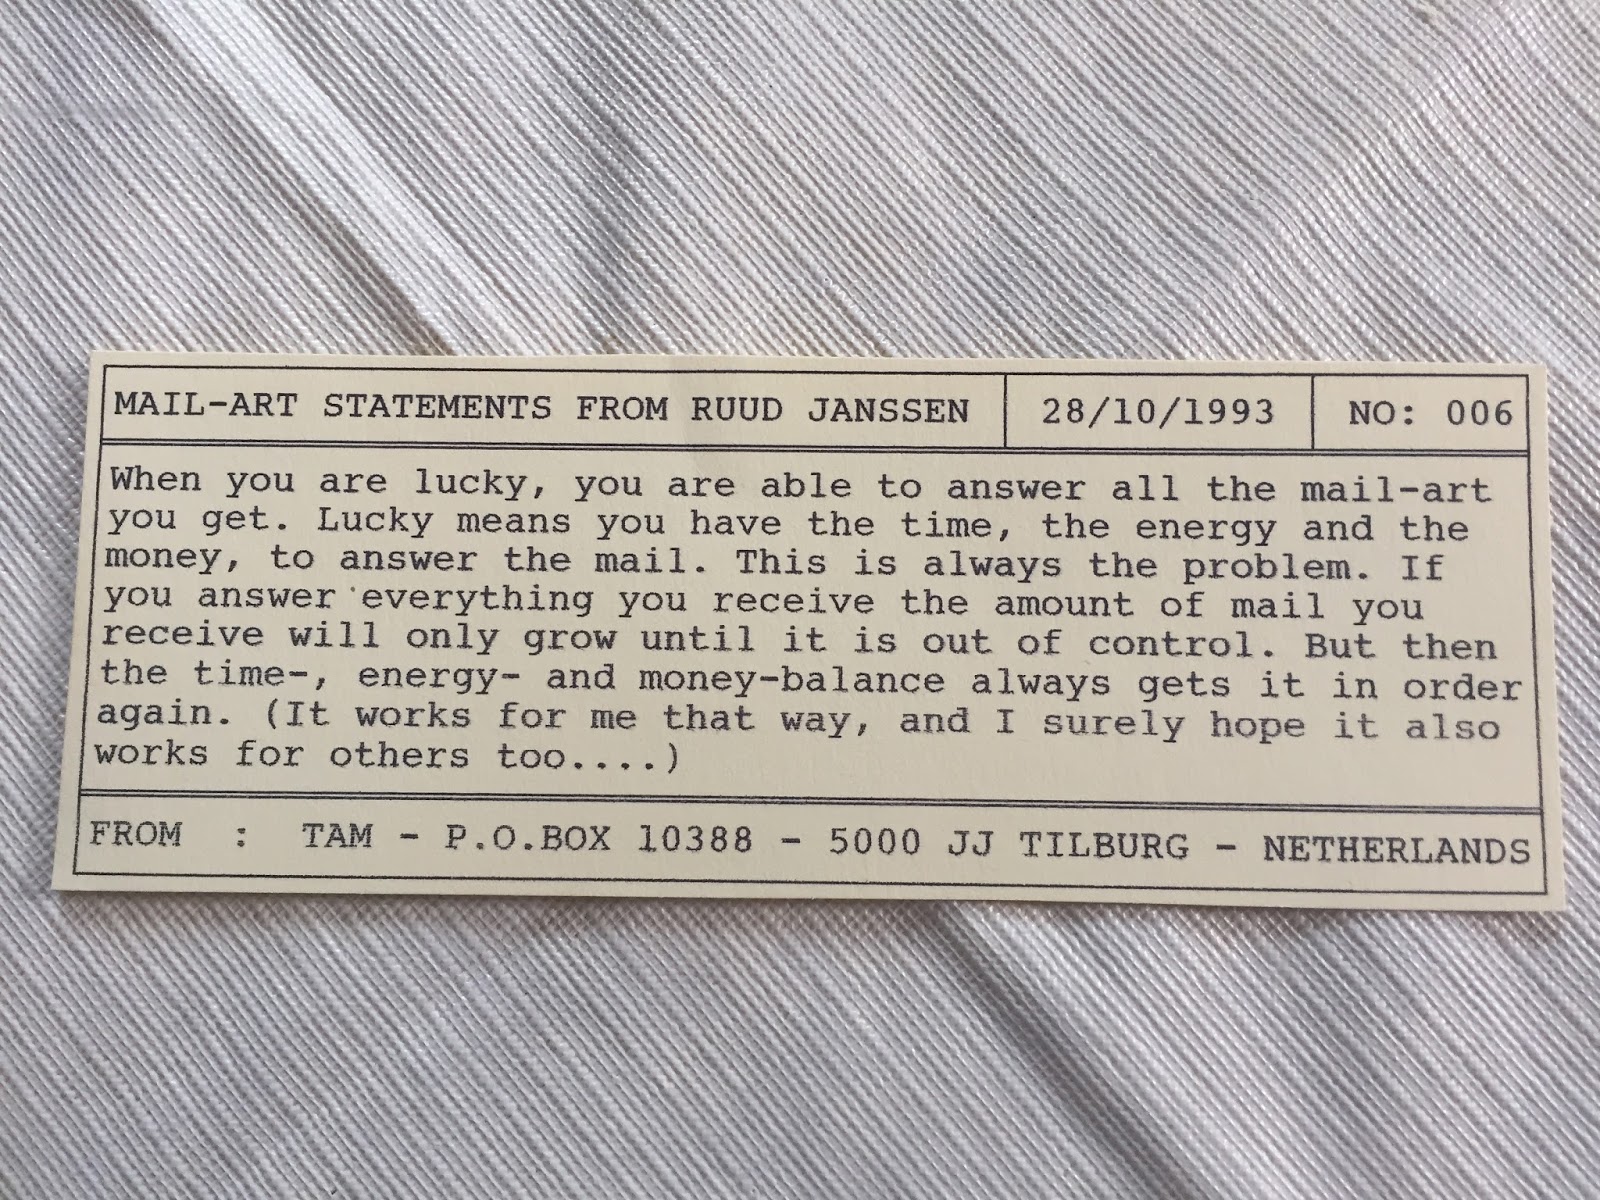 MAIL-ART STATEMENTS FROM RUUD JANSSEN 28/10/1993 NO: 006
When you are lucky, you are able to answer all the mail-art
you get. Lucky means you have the time, the energy and the
money, to answer the mail. This is always the problem. If
you answer everything you receive the amount of mail you
receive will only grow until it is out of control. But then
the time-, energy- and money-balance always gets it in order
again. (It works for me that way, and I surely hope it also
works for others too....)
FROM : TAM - P.O.BOX 10388 - 5000 JJ TILBURG - NETHERLANDS